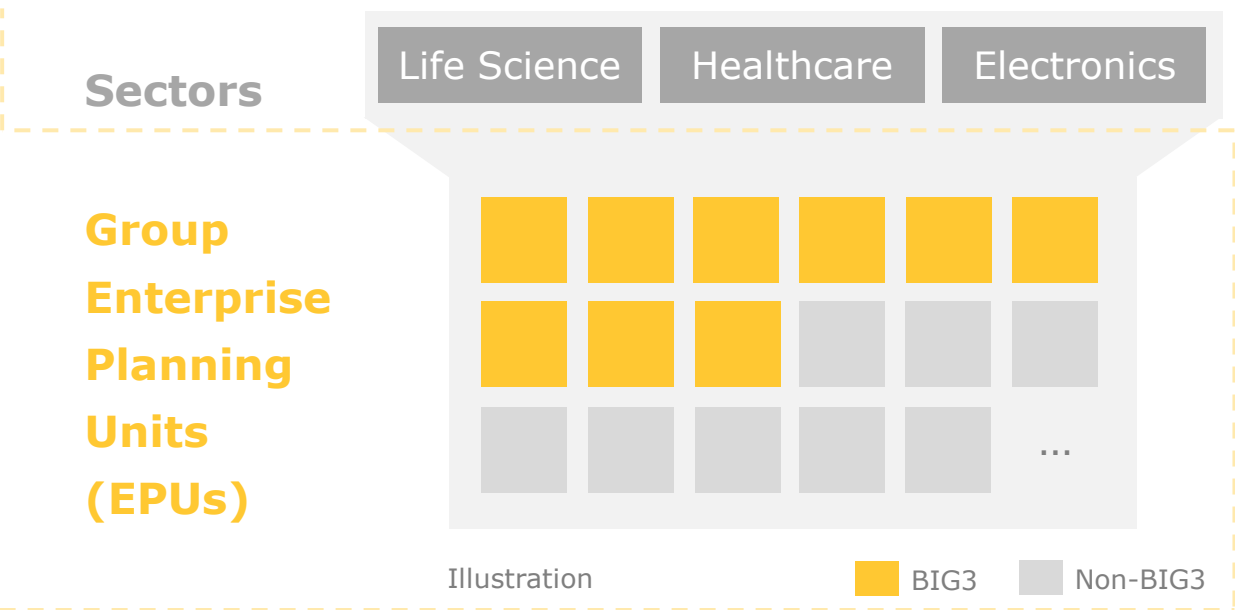 Sectors
Life Science
Healthcare
Electronics
Group
Enterprise
Planning
Units
(EPUs)
...
Illustration
BIG3
Non-BIG3